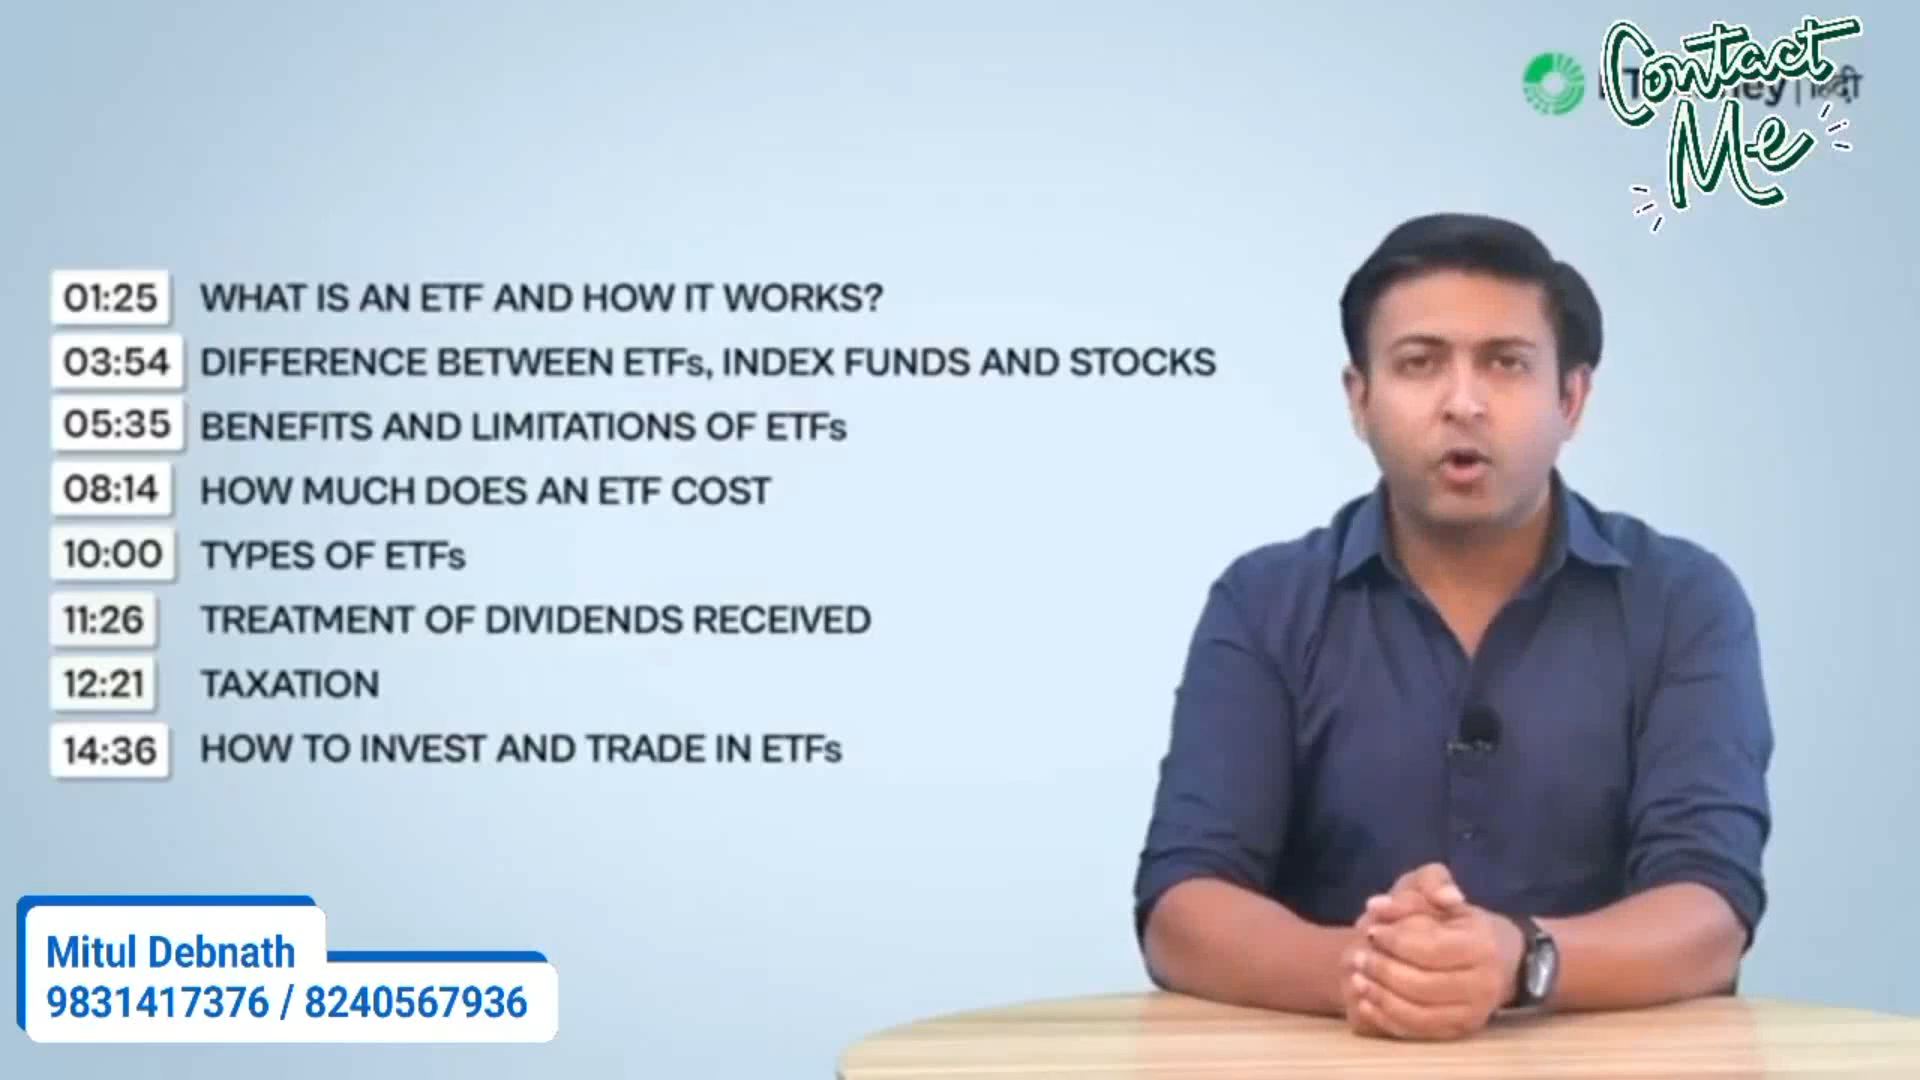 Contact
Me
हिंदी
01:25 WHAT IS AN ETF AND HOW IT WORKS?
03:54 DIFFERENCE BETWEEN ETFs, INDEX FUNDS AND STOCKS
05:35 BENEFITS AND LIMITATIONS OF ETFs
08:14 HOW MUCH DOES AN ETF COST
10:00 TYPES OF ETFs
11:26 TREATMENT OF DIVIDENDS RECEIVED
12:21 TAXATION
14:36 HOW TO INVEST AND TRADE IN ETFs
Mitul Debnath
9831417376 / 8240567936